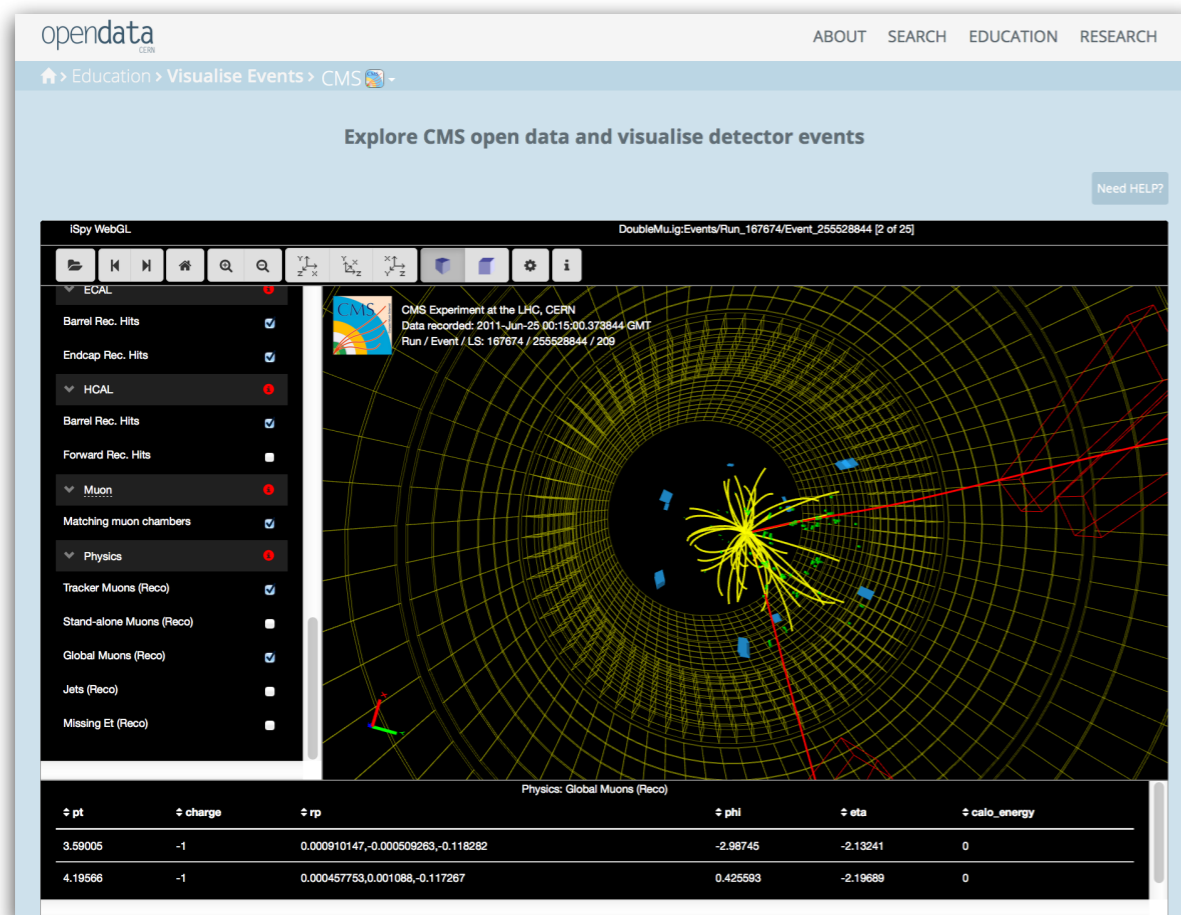 opendata
CERN
ABOUT SEARCH EDUCATION RESEARCH
> Education > Visualise Events > CMS
Explore CMS open data and visualise detector events
Need HELP?
iSpy WebGL
DoubleMu.ig:Events/Run_167674/Event_255528844 [2 of 25]
ECAL
Barrel Rec. Hits
Endcap Rec. Hits
HCAL
Barrel Rec. Hits
Forward Rec. Hits
Muon
Matching muon chambers
Physics
Tracker Muons (Reco)
Stand-alone Muons (Reco)
Global Muons (Reco)
Jets (Reco)
Missing Et (Reco)
CMS
CMS Experiment at the LHC, CERN
Data recorded: 2011-Jun-25 00:15:00.373844 GMT
Run / Event / LS: 167674 / 255528844 / 209
Physics: Global Muons (Reco)
pt charge rp phi eta calo_energy
3.59005 -1 0.000910147,-0.000509263,-0.118282 -2.98745 -2.13241 0
4.19566 -1 0.000457753,0.001088,-0.117267 0.425593 -2.19689 0